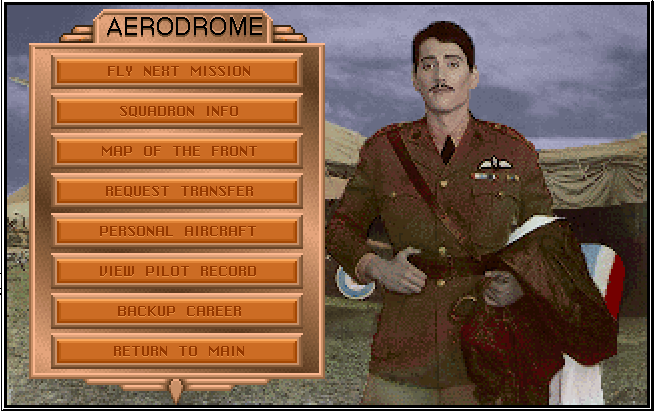 AERODROME
FLY NEXT MISSION
SQUADRON INFO
MAP OF THE FRONT
REQUEST TRANSFER
PERSONAL AIRCRAFT
VIEW PILOT RECORD
BACKUP CAREER
RETURN TO MAIN